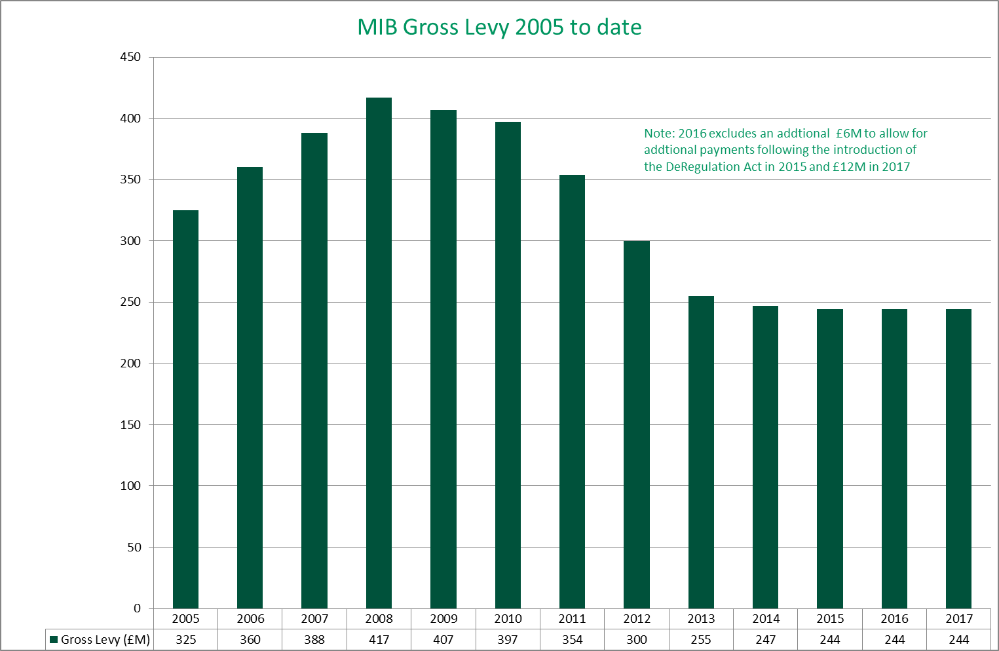 MIB Gross Levy 2005 to date
450
400
Note: 2016 excludes an addtional £6M to allow for
addtional payments following the introduction of
the DeRegulation Act in 2015 and £12M in 2017
350
300
250
200
150
100
50
0
2005 2006 2007 2008 2009 2010 2011 2012 2013 2014 2015 2016 2017
Gross Levy (£M) 325 360 388 417 407 397 354 300 255 247 244 244 244